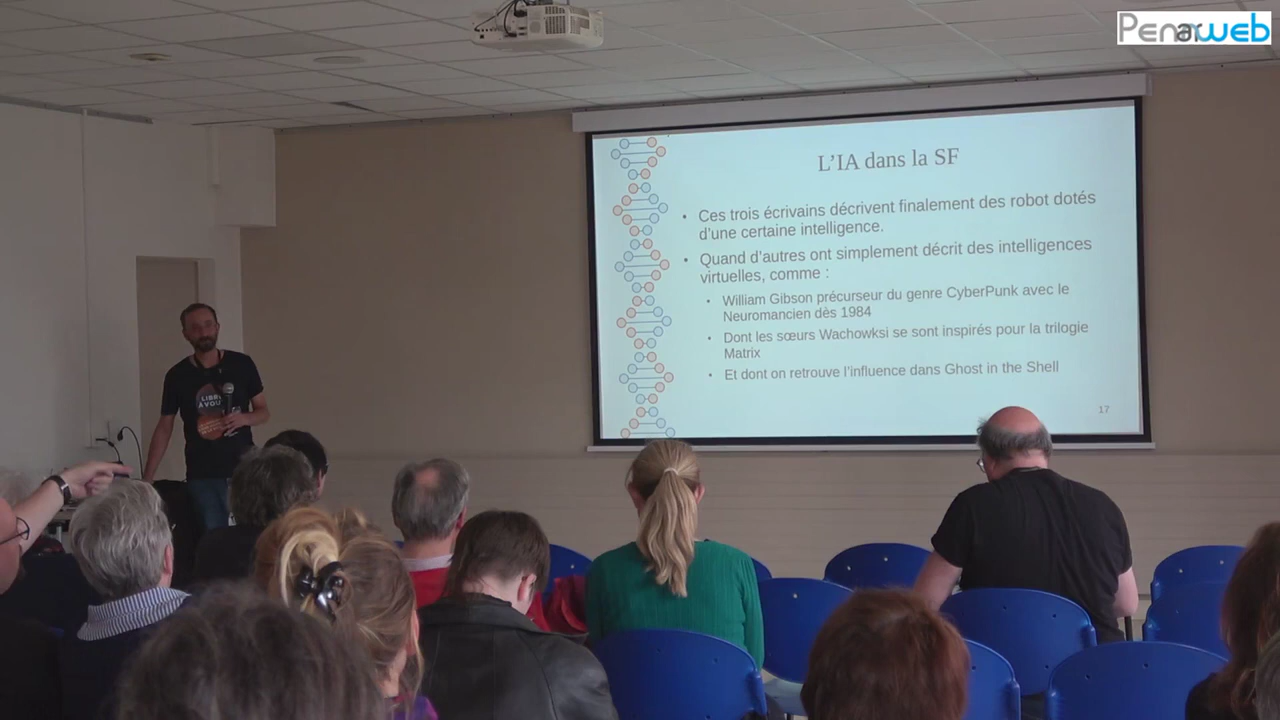 Penarweb
L'IA dans la SF
• Ces trois écrivains décrivent finalement des robot dotés
d'une certaine intelligence.
• Quand d'autres ont simplement décrit des intelligences
virtuelles, comme :
• William Gibson précurseur du genre CyberPunk avec le
Neuromancien dès 1984
• Dont les sœurs Wachowksi se sont inspirés pour la trilogie
Matrix
• Et dont on retrouve l'influence dans Ghost in the Shell
17